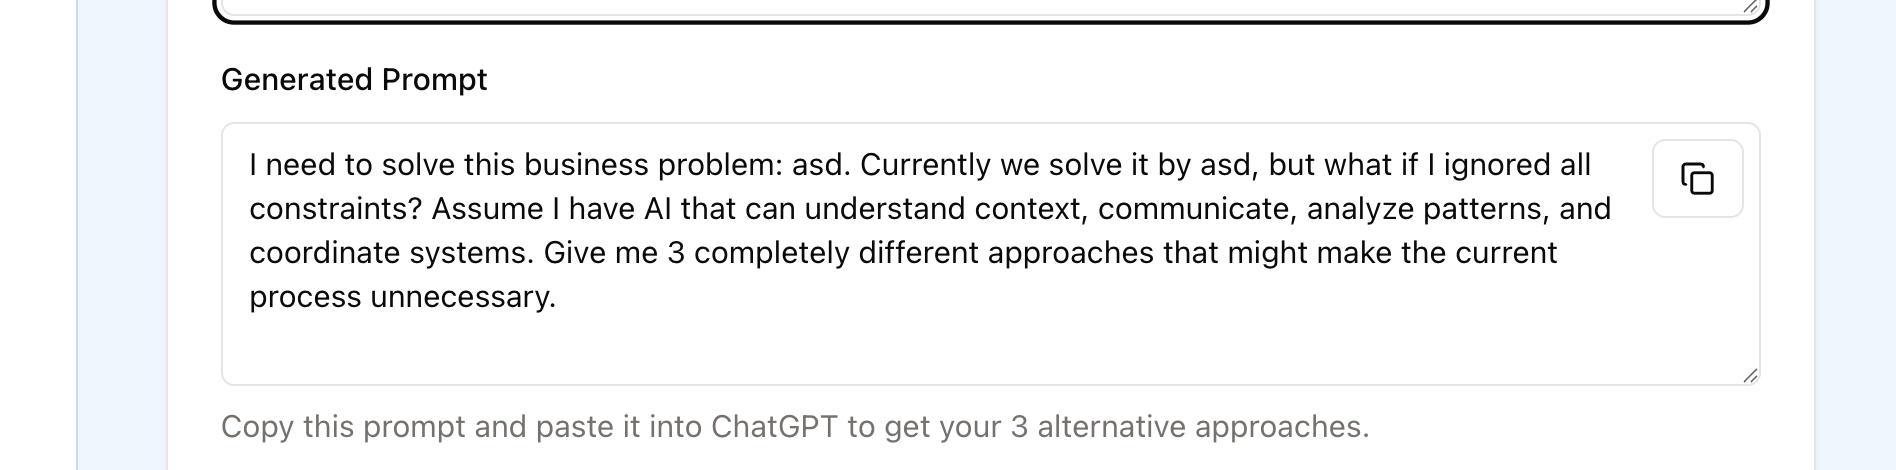 Generated Prompt
I need to solve this business problem: asd. Currently we solve it by asd, but what if I ignored all
constraints? Assume I have AI that can understand context, communicate, analyze patterns, and
coordinate systems. Give me 3 completely different approaches that might make the current
process unnecessary.
Copy this prompt and paste it into ChatGPT to get your 3 alternative approaches.